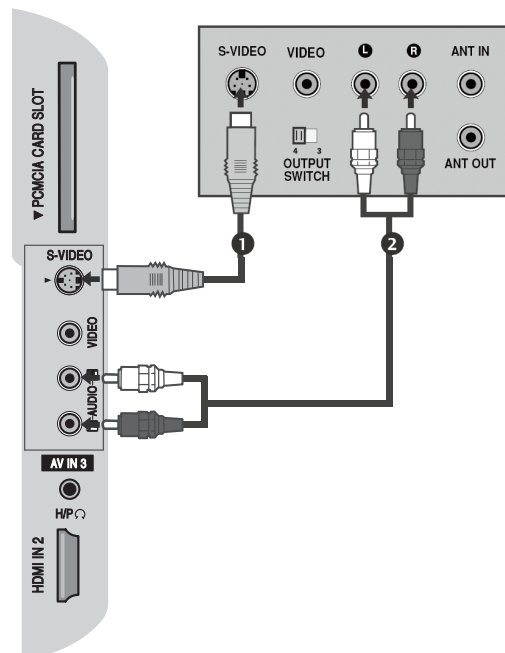 ▼ PCMCIA CARD SLOT
S-VIDEO
VIDEO
AUDIO
AV IN 3
H/P
HDMI IN 2
S-VIDEO VIDEO L R ANT IN
4 3
OUTPUT
SWITCH
ANT OUT
1
2